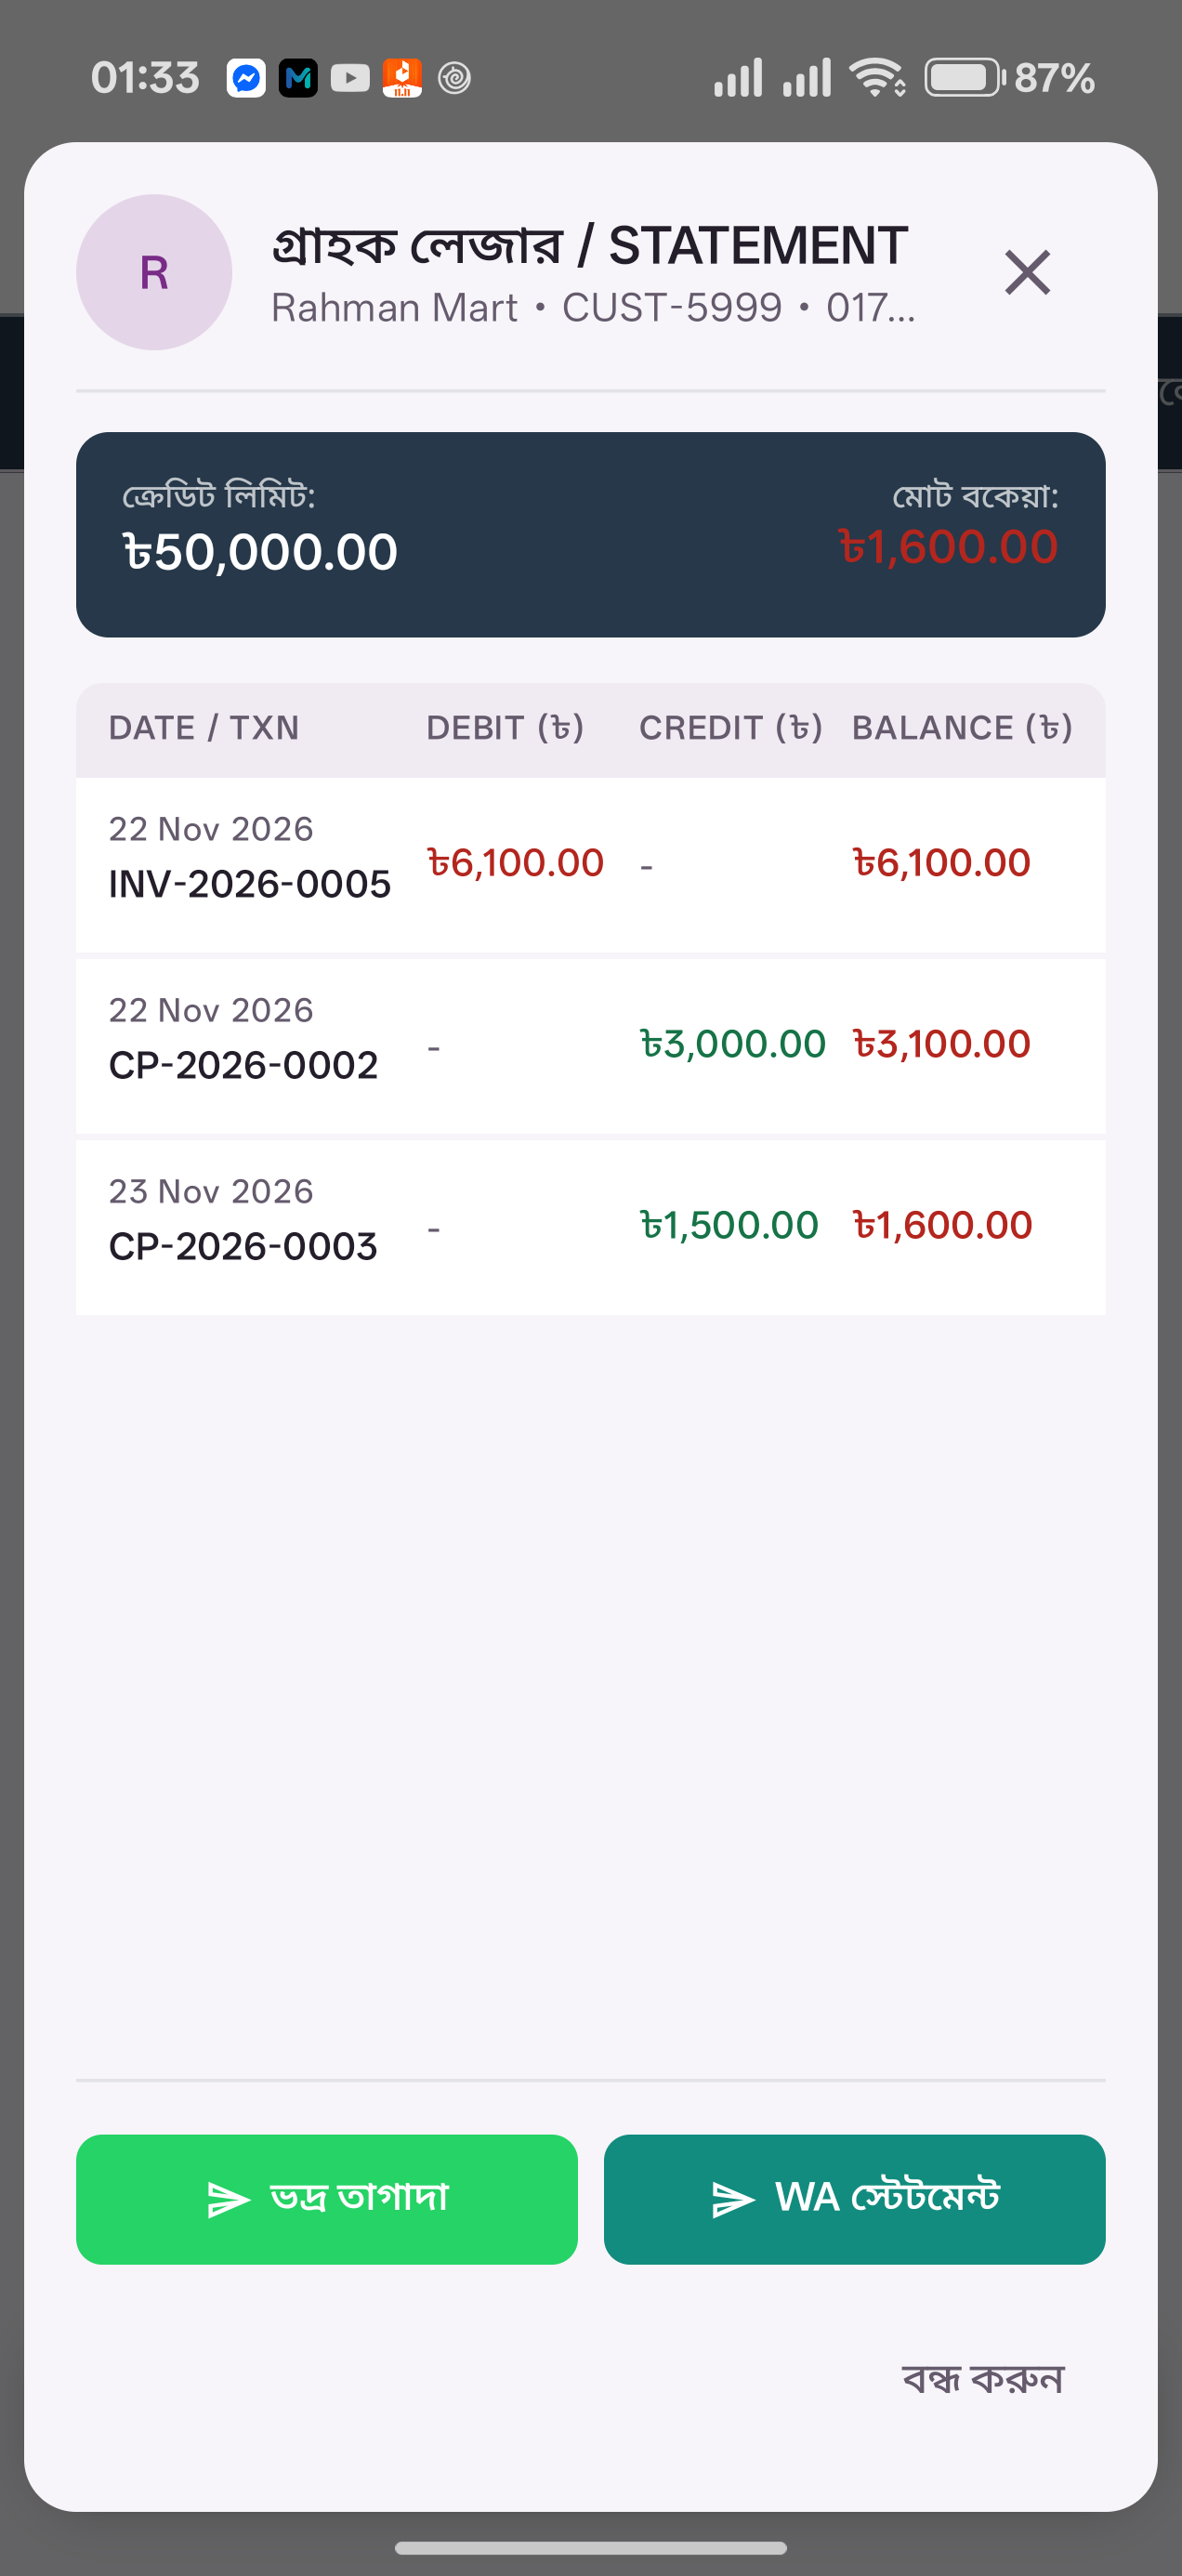 01:33
87%
গ্রাহক লেজার / STATEMENT
R
Rahman Mart • CUST-5999 • 017...
ক্রেডিট লিমিট:
মোট বকেয়া:
৳50,000.00
৳1,600.00
DATE / TXN DEBIT (৳) CREDIT (৳) BALANCE (৳)
22 Nov 2026
INV-2026-0005 ৳6,100.00 - ৳6,100.00
22 Nov 2026
CP-2026-0002 - ৳3,000.00 ৳3,100.00
23 Nov 2026
CP-2026-0003 - ৳1,500.00 ৳1,600.00
ভদ্র তাগাদা
WA স্টেটমেন্ট
বন্ধ করুন